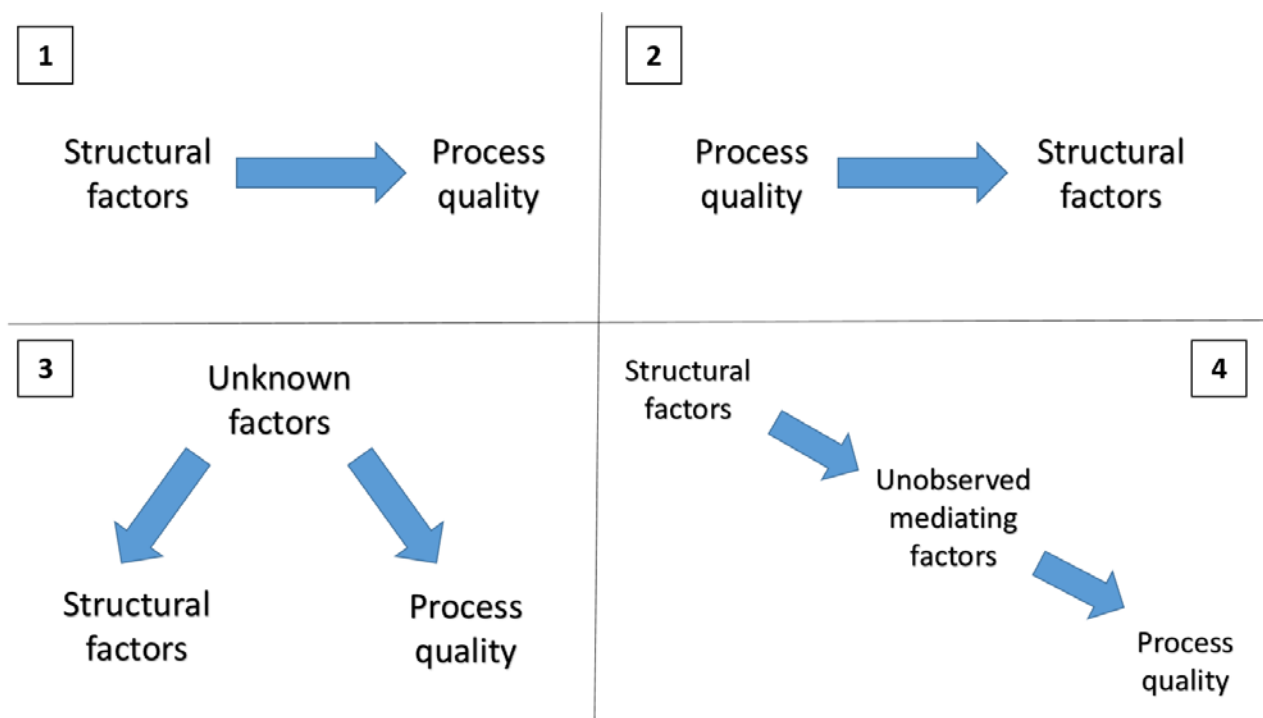 1
Structural
factors
Process
quality
2
Process
quality
Structural
factors
3
Unknown
factors
Structural
factors
Process
quality
4
Structural
factors
Unobserved
mediating
factors
Process
quality